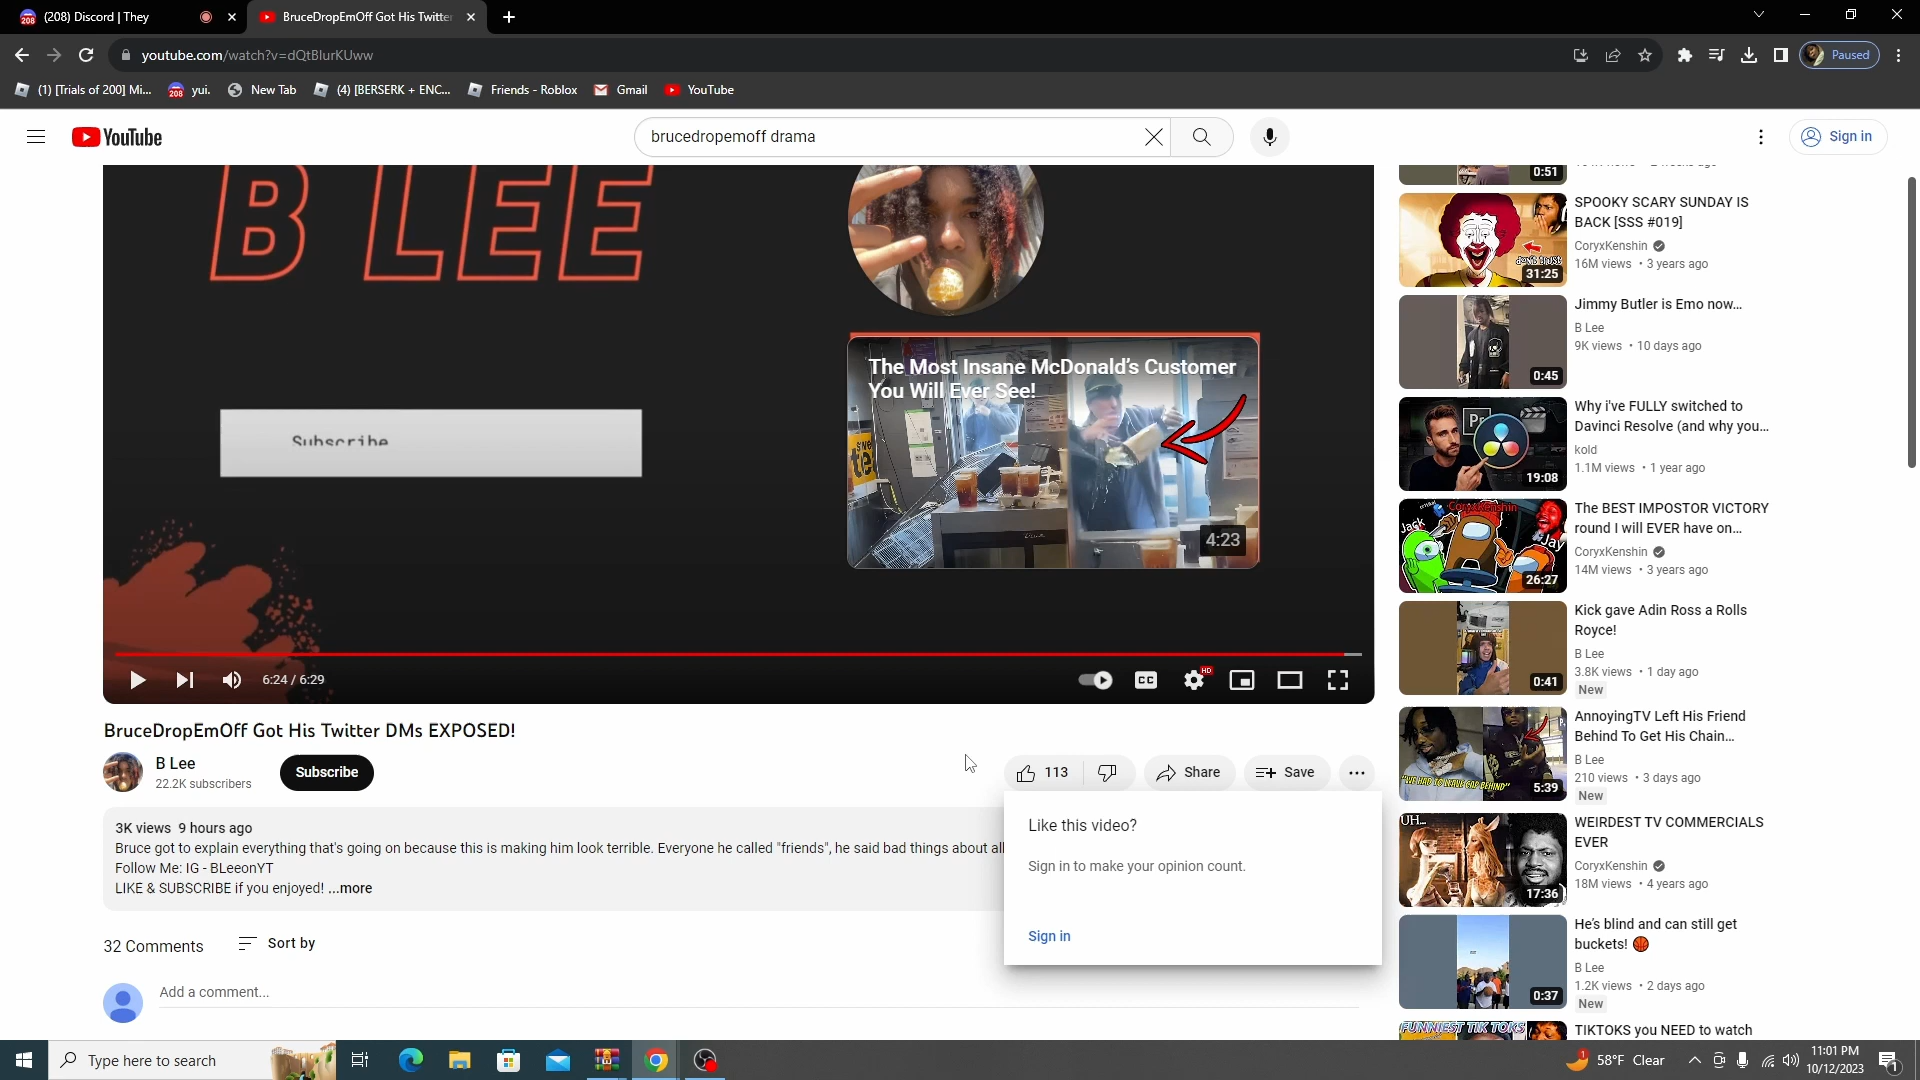 (208) Discord | They
BruceDropEmOff Got His Twitter
youtube.com/watch?v=dQtBlurKUww
Paused
(1) [Trials of 200] Mi...
208
yui.
New Tab
(4) [BERSERK + ENC...
Friends - Roblox
Gmail
YouTube
YouTube
brucedropemoff drama
Sign in
B LEE
Subscribe
The Most Insane McDonald's Customer
You Will Ever See!
4:23
6:24 / 6:29
CC
HD
BruceDropEmOff Got His Twitter DMs EXPOSED!
B Lee
22.2K subscribers
Subscribe
113
Share
Save
3K views 9 hours ago
Bruce got to explain everything that's going on because this is making him look terrible. Everyone he called "friends", he said bad things about all
Follow Me: IG - BLeeonYT
LIKE & SUBSCRIBE if you enjoyed! ...more
Like this video?
Sign in to make your opinion count.
Sign in
32 Comments
Sort by
Add a comment...
0:51
SPOOKY SCARY SUNDAY IS
BACK [SSS #019]
CoryxKenshin
16M views • 3 years ago
31:25
Jimmy Butler is Emo now...
B Lee
9K views • 10 days ago
0:45
Why i've FULLY switched to
Davinci Resolve (and why you...
kold
1.1M views • 1 year ago
Pr
19:08
The BEST IMPOSTOR VICTORY
round I will EVER have on...
CoryxKenshin
14M views • 3 years ago
CoryxKenshin
Jack
Jay
26:27
Kick gave Adin Ross a Rolls
Royce!
B Lee
3.8K views • 1 day ago
New
0:41
AnnoyingTV Left His Friend
Behind To Get His Chain...
B Lee
210 views • 3 days ago
New
5:39
WEIRDEST TV COMMERCIALS
EVER
CoryxKenshin
18M views • 4 years ago
UH...
17:36
He's blind and can still get
buckets!
B Lee
1.2K views • 2 days ago
New
0:37
FUNNIEST TIK TOKS
TIKTOKS you NEED to watch
Type here to search
58°F Clear
11:01 PM
10/12/2023
1